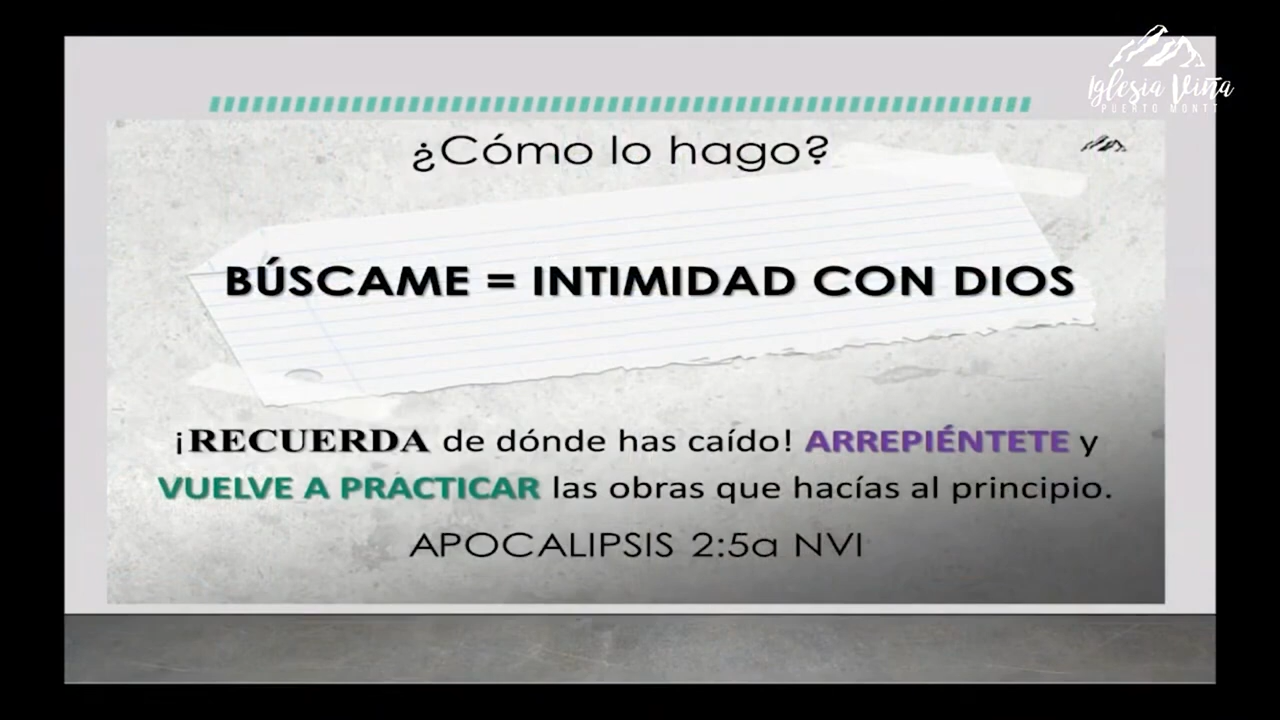 Iglesia Viña
PUERTO MONTT
¿Cómo lo hago?
BÚSCAME = INTIMIDAD CON DIOS
¡RECUERDA de dónde has caído! ARREPIÉNTETE y
VUELVE A PRACTICAR las obras que hacías al principio.
APOCALIPSIS 2:5a NVI